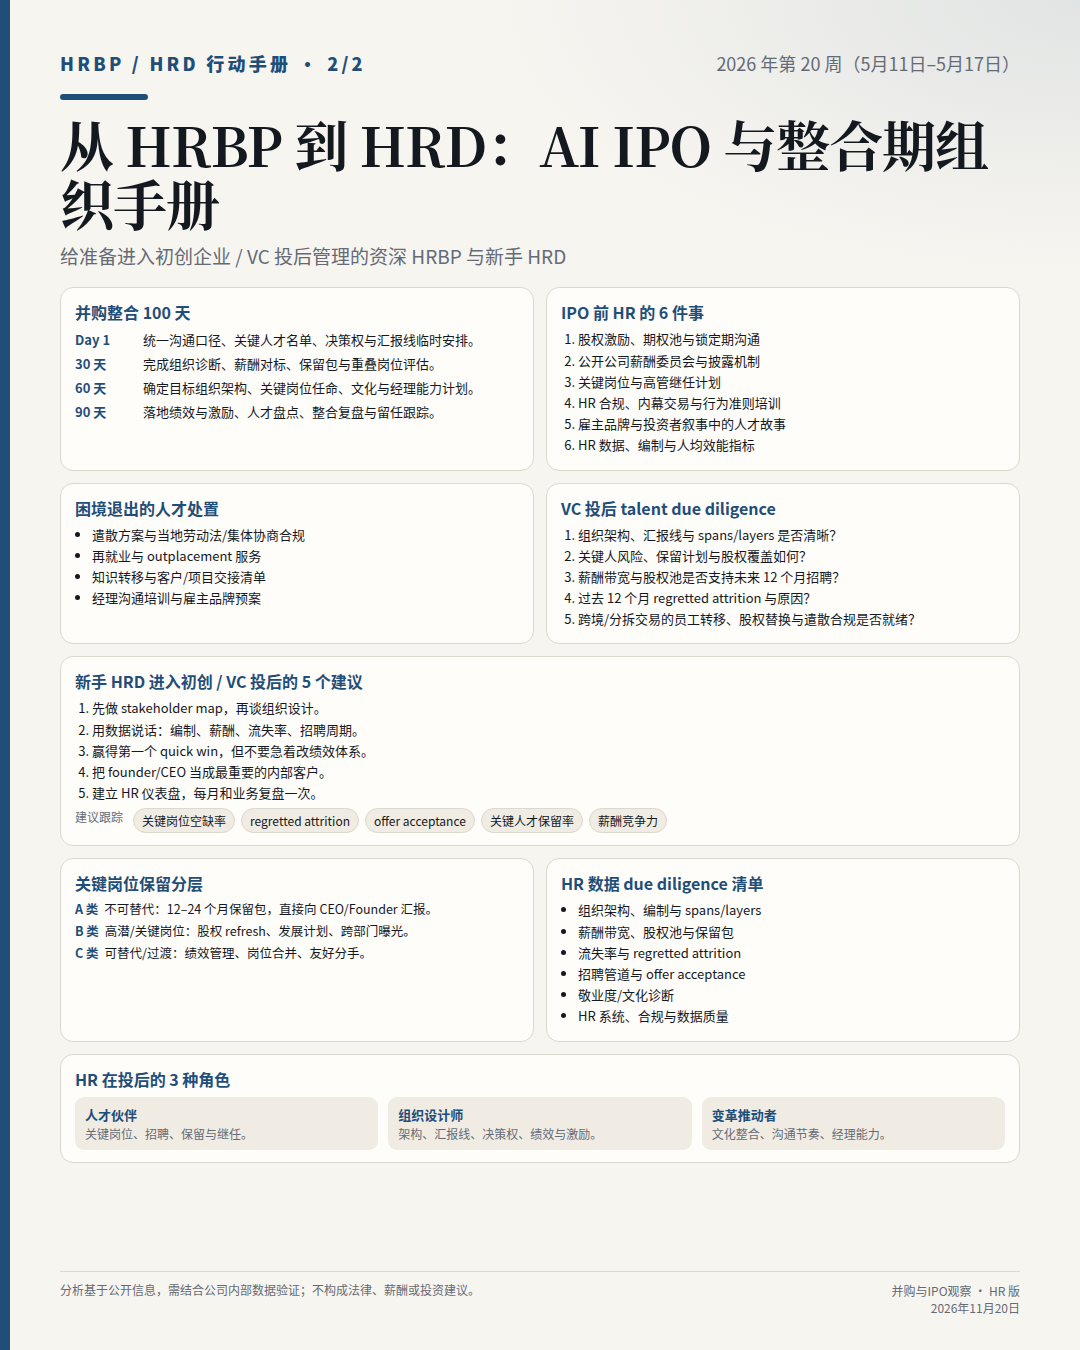 HRBP / HRD 行动手册 · 2/2
2026 年第 20 周（5月11日–5月17日）
从 HRBP 到 HRD：AI IPO 与整合期组
织手册
给准备进入初创企业 / VC 投后管理的资深 HRBP 与新手 HRD
并购整合 100 天
Day 1 统一沟通口径、关键人才名单、决策权与汇报线临时安排。
30 天 完成组织诊断、薪酬对标、保留包与重叠岗位评估。
60 天 确定目标组织架构、关键岗位任命、文化与经理能力计划。
90 天 落地绩效与激励、人才盘点、整合复盘与留任跟踪。
IPO 前 HR 的 6 件事
1. 股权激励、期权池与锁定期沟通
2. 公开公司薪酬委员会与披露机制
3. 关键岗位与高管继任计划
4. HR 合规、内幕交易与行为准则培训
5. 雇主品牌与投资者叙事中的人才故事
6. HR 数据、编制与人均效能指标
困境退出的人才处置
• 遣散方案与当地劳动法/集体协商合规
• 再就业与 outplacement 服务
• 知识转移与客户/项目交接清单
• 经理沟通培训与雇主品牌预案
VC 投后 talent due diligence
1. 组织架构、汇报线与 spans/layers 是否清晰？
2. 关键人风险、保留计划与股权覆盖如何？
3. 薪酬带宽与股权池是否支持未来 12 个月招聘？
4. 过去 12 个月 regretted attrition 与原因？
5. 跨境/分拆交易的员工转移、股权替换与遣散合规是否就绪？
新手 HRD 进入初创 / VC 投后的 5 个建议
1. 先做 stakeholder map，再谈组织设计。
2. 用数据说话：编制、薪酬、流失率、招聘周期。
3. 赢得第一个 quick win，但不要急着改绩效体系。
4. 把 founder/CEO 当成最重要的内部客户。
5. 建立 HR 仪表盘，每月和业务复盘一次。
建议跟踪 关键岗位空缺率 regretted attrition offer acceptance 关键人才保留率 薪酬竞争力
关键岗位保留分层
A 类 不可替代：12–24 个月保留包，直接向 CEO/Founder 汇报。
B 类 高潜/关键岗位：股权 refresh、发展计划、跨部门曝光。
C 类 可替代/过渡：绩效管理、岗位合并、友好分手。
HR 数据 due diligence 清单
• 组织架构、编制与 spans/layers
• 薪酬带宽、股权池与保留包
• 流失率与 regretted attrition
• 招聘管道与 offer acceptance
• 敬业度/文化诊断
• HR 系统、合规与数据质量
HR 在投后的 3 种角色
人才伙伴
关键岗位、招聘、保留与继任。
组织设计师
架构、汇报线、决策权、绩效与激励。
变革推动者
文化整合、沟通节奏、经理能力。
分析基于公开信息，需结合公司内部数据验证；不构成法律、薪酬或投资建议。
并购与IPO观察 · HR 版
2026年11月20日